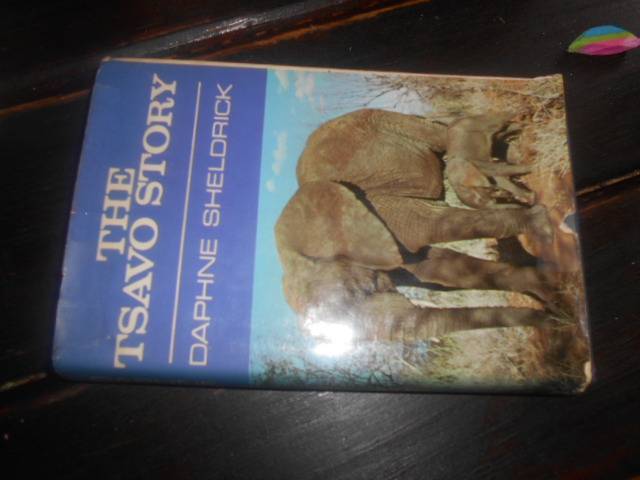 THE
TSAVO STORY
DAPHNE SHELDRICK